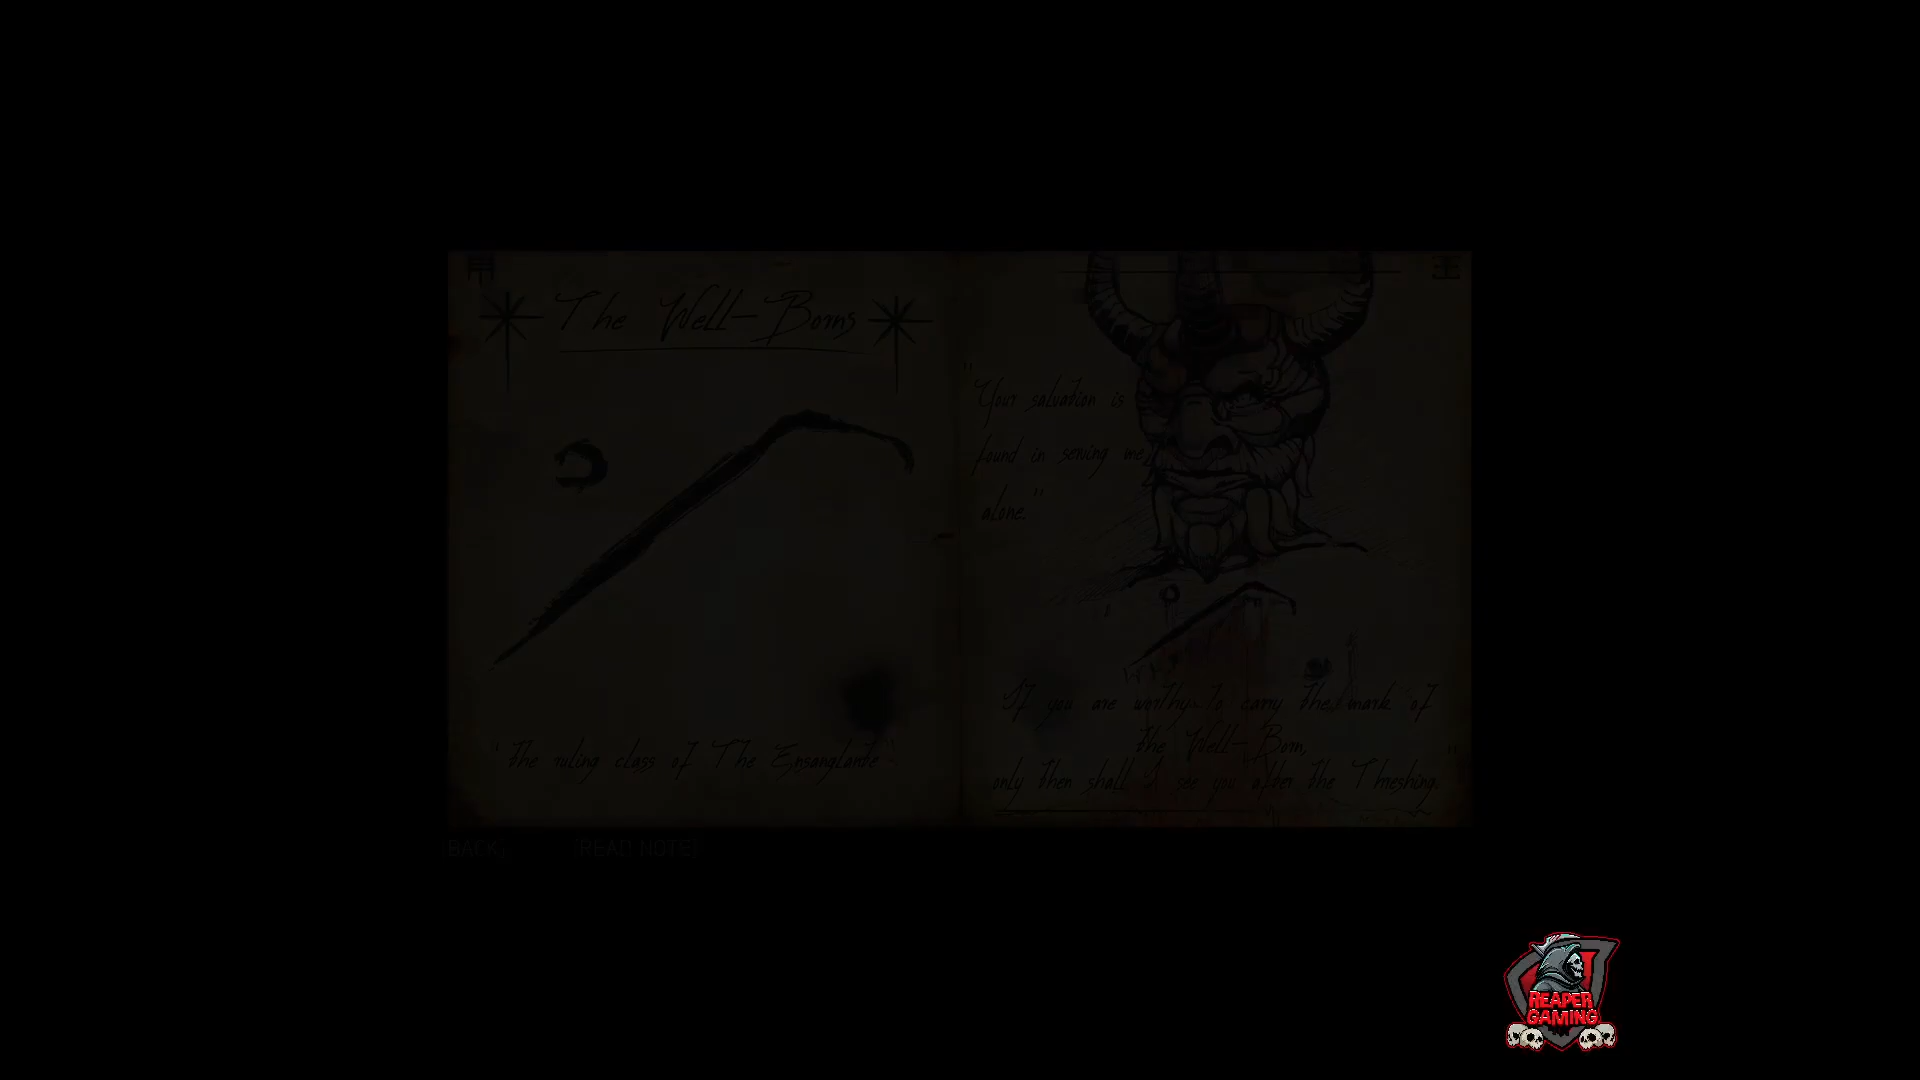 The Well-Borns
"the ruling class of The Ensanglante"
"Your salvation is
found in serving me
alone."
"If you are worthy to carry the mark of
the Well-Born,
only then shall I see you after the Threshing."
[BACK]
[READ NOTE]
REAPER
GAMING